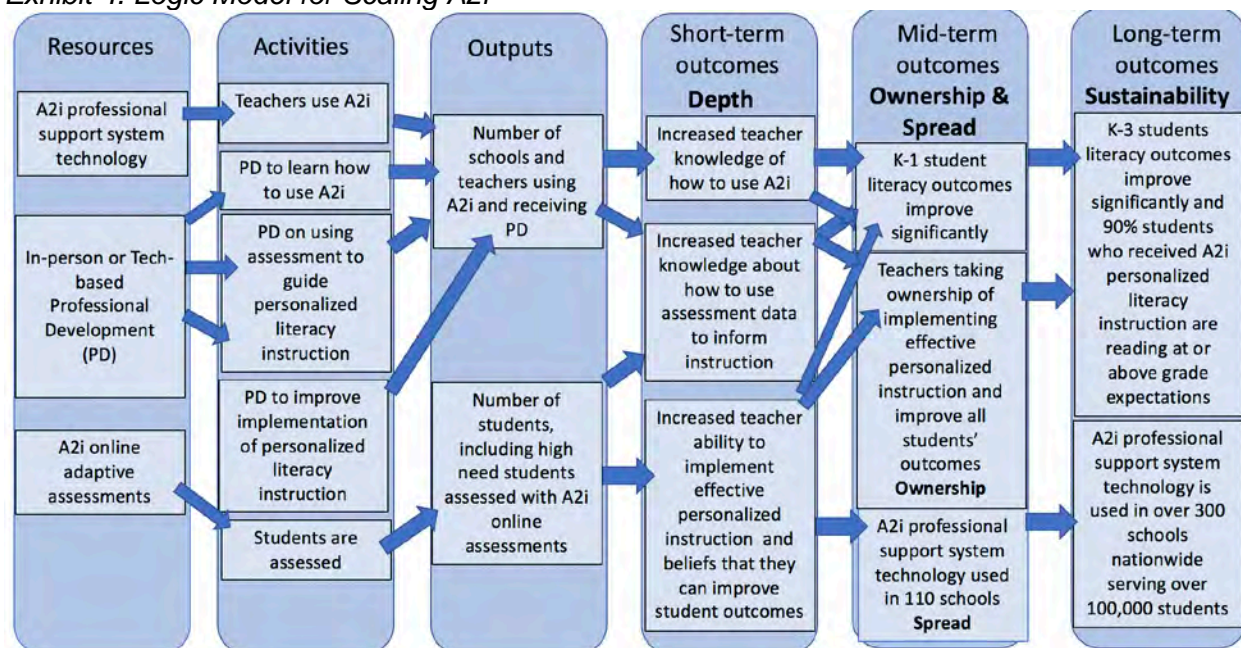 Exhibit 4: Logic Model for Scaling A2i
Resources
A2i professional
support system
technology
In-person or Tech-
based
Professional
Development
(PD)
A2i online
adaptive
assessments
Activities
Teachers use A2i
PD to learn how
to use A2i
PD on using
assessment to
guide
personalized
literacy
instruction
PD to improve
implementation
of personalized
literacy
instruction
Students are
assessed
Outputs
Number of
schools and
teachers using
A2i and receiving
PD
Number of
students,
including high
need students
assessed with A2i
online
assessments
Short-term
outcomes
Depth
Increased teacher
knowledge of
how to use A2i
Increased teacher
knowledge about
how to use
assessment data
to inform
instruction
Increased teacher
ability to
implement
effective
personalized
instruction and
beliefs that they
can improve
student outcomes
Mid-term
outcomes
Ownership &
Spread
K-1 student
literacy outcomes
improve
significantly
Teachers taking
ownership of
implementing
effective
personalized
instruction and
improve all
students'
outcomes
Ownership
A2i professional
support system
technology used
in 110 schools
Spread
Long-term
outcomes
Sustainability
K-3 students
literacy outcomes
improve
significantly and
90% students
who received A2i
personalized
literacy
instruction are
reading at or
above grade
expectations
A2i professional
support system
technology is
used in over 300
schools
nationwide
serving over
100,000 students